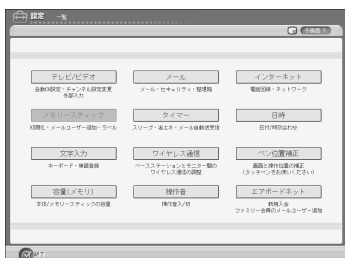 設定 一覧
子画面 入
テレビ/ビデオ
メール
インターネット
自動CH設定・チャンネル設定変更
外部入力
メール・セキュリティ・整理箱
電話回線・ネットワーク
メモリースティック
タイマー
日時
初期化・メールユーザー追加・ラベル
スリープ・省エネ・メール自動送受信
日付/時刻合わせ
文字入力
ワイヤレス通信
ペン位置補正
キーボード・単語登録
ベースステーションとモニター間の
ワイヤレス通信の調整
画面と操作位置の補正
(タッチペンをお使いください)
容量(メモリ)
操作音
エアボードネット
本体/メモリースティックの容量
操作音入/切
新規入会
ファミリー会員のメールユーザー追加
終了